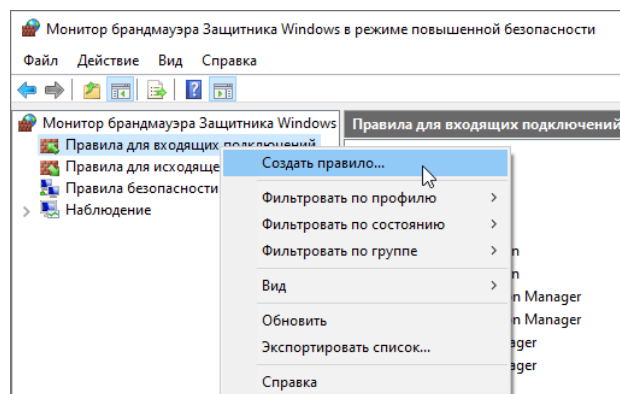 Монитор брандмауэра Защитника Windows в режиме повышенной безопасности
Файл Действие Вид Справка
Монитор брандмауэра Защитника Windows
Правила для входящих подключений
Правила для входящих подключений
Правила для исходяще
Правила безопасности
Наблюдение
Создать правило...
Фильтровать по профилю
Фильтровать по состоянию
Фильтровать по группе
Вид
Обновить
Экспортировать список...
Справка
n
n
n Manager
n Manager
ager
ager